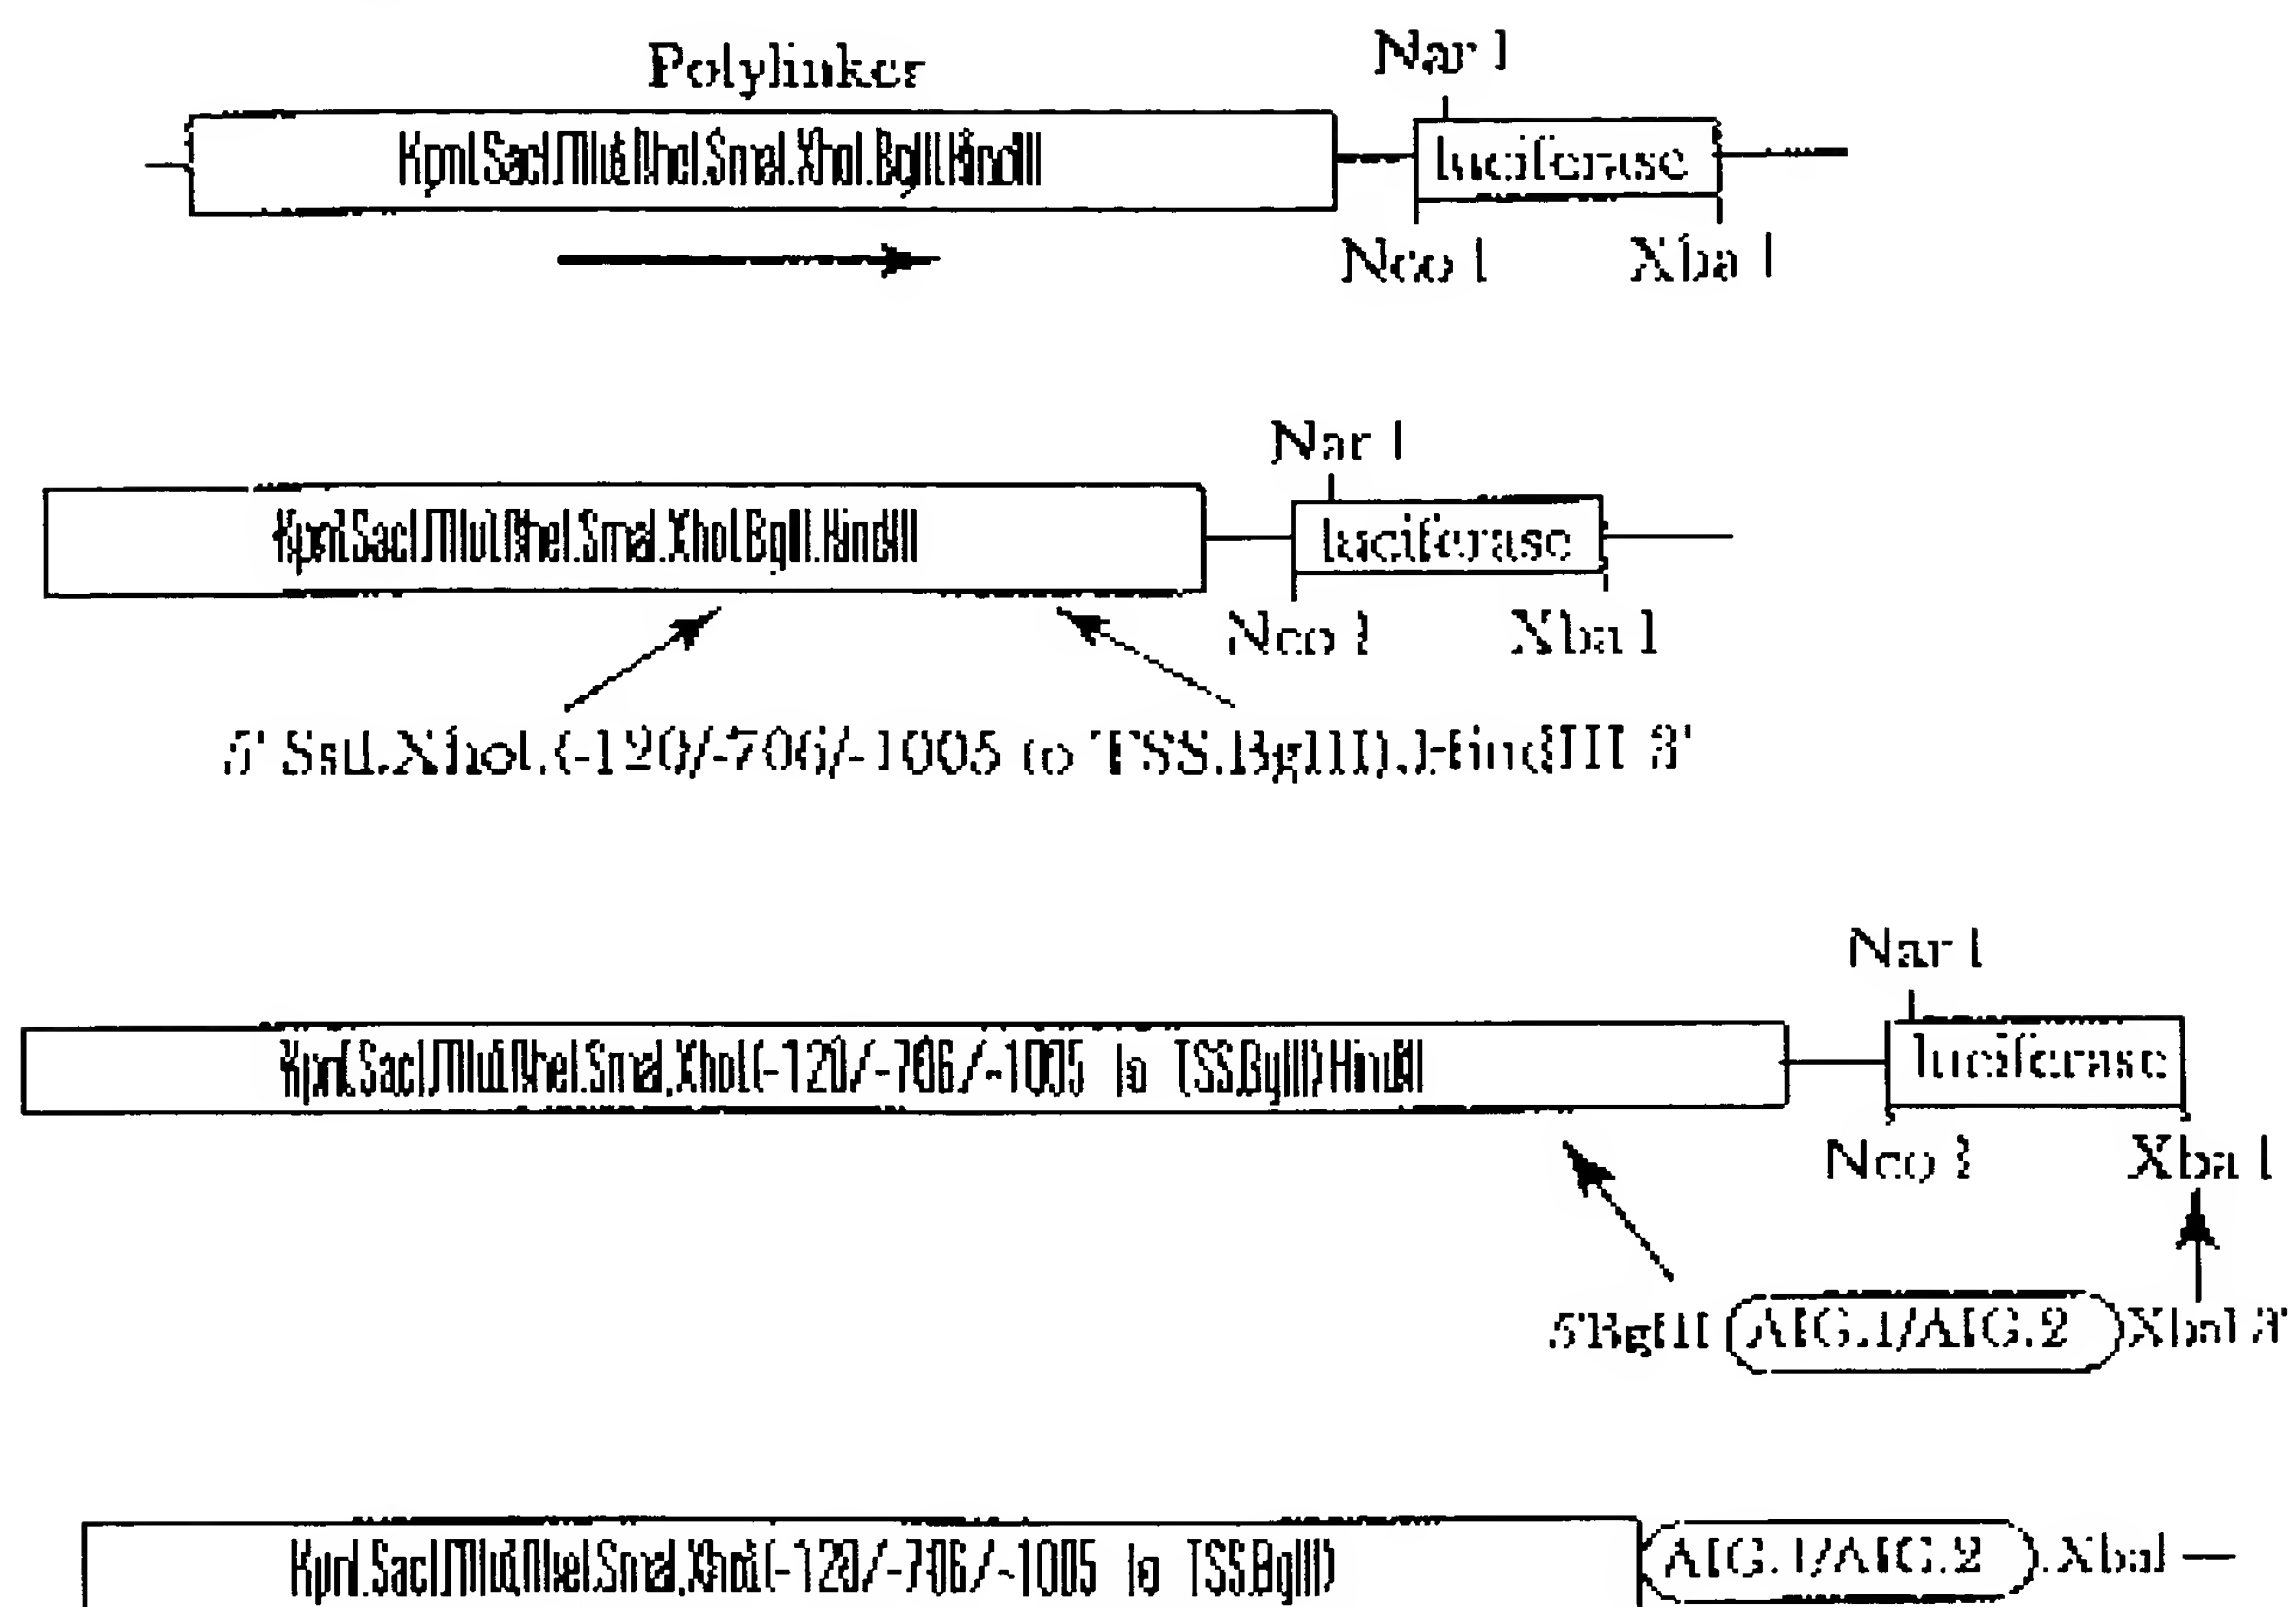 Polylinker
Nar I
KpnI.SacI.MluI.NheI.SmaI.XhoI.BglII.HindIII
luciferase
Nco I
Xba I
Nar I
KpnI.SacI.MluI.NheI.SmaI.XhoI.BglII.HindIII
luciferase
Nco I
Xba I
5' SstI.XhoI.(-120/-706/-1005 to TSS.BglII).HindIII 3'
Nar I
KpnI.SacI.MluI.NheI.SmaI.XhoI.(-120/-706/-1005 to TSS.BglII)HindIII
luciferase
Nco I
Xba I
5'BglII AIG.1/AIG.2 XbaI 3'
KpnI.SacI.MluI.NheI.SmaI.XhoI.(-120/-706/-1005 to TSS.BglII)
AIG.1/AIG.2 .XbaI